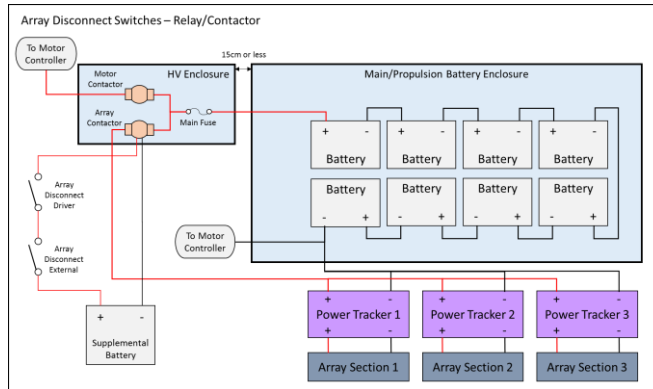 Array Disconnect Switches – Relay/Contactor
To Motor
Controller
15cm or less
Motor
Contactor
HV Enclosure
Main/Propulsion Battery Enclosure
Array
Contactor
Main Fuse
+ -
Battery
+ -
Battery
+ -
Battery
+ -
Battery
Battery
- +
Battery
- +
Battery
- +
Battery
- +
Array
Disconnect
Driver
To Motor
Controller
Array
Disconnect
External
+ -
Supplemental
Battery
+ -
Power Tracker 1
+ -
+ -
Power Tracker 2
+ -
+ -
Power Tracker 3
+ -
Array Section 1
Array Section 2
Array Section 3